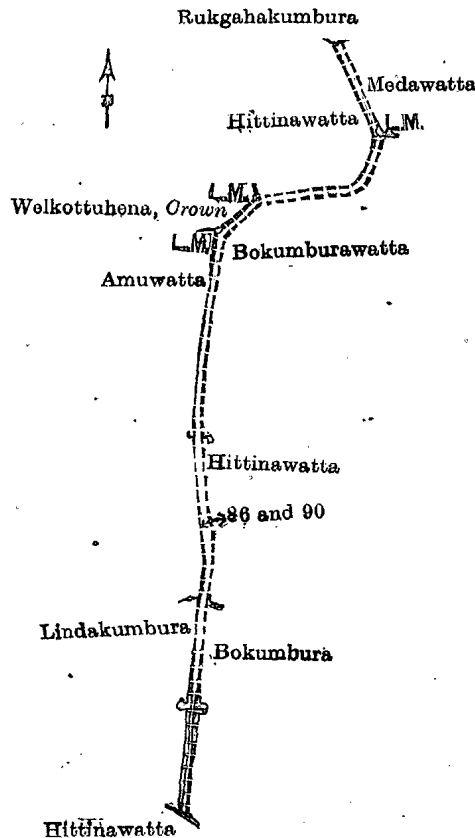 Rukgahakumbura
Medawatta
Hittinawatta
L.M.
L.M.
Welkottuhena, Crown
L.M.
Bokumburawatta
Amuwatta
Hittinawatta
86 and 90
Lindakumbura
Bokumbura
Hittinawatta